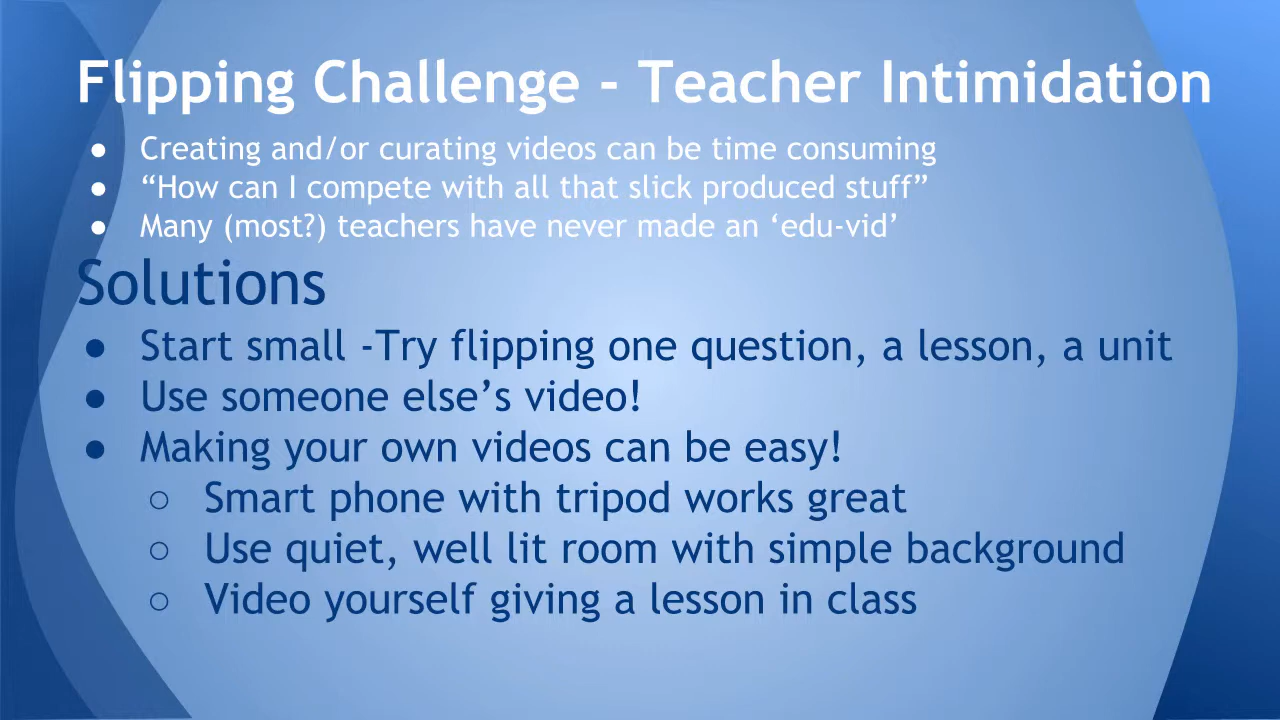 Flipping Challenge - Teacher Intimidation
● Creating and/or curating videos can be time consuming
● “How can I compete with all that slick produced stuff”
● Many (most?) teachers have never made an ‘edu-vid’
Solutions
● Start small -Try flipping one question, a lesson, a unit
● Use someone else’s video!
● Making your own videos can be easy!
○ Smart phone with tripod works great
○ Use quiet, well lit room with simple background
○ Video yourself giving a lesson in class